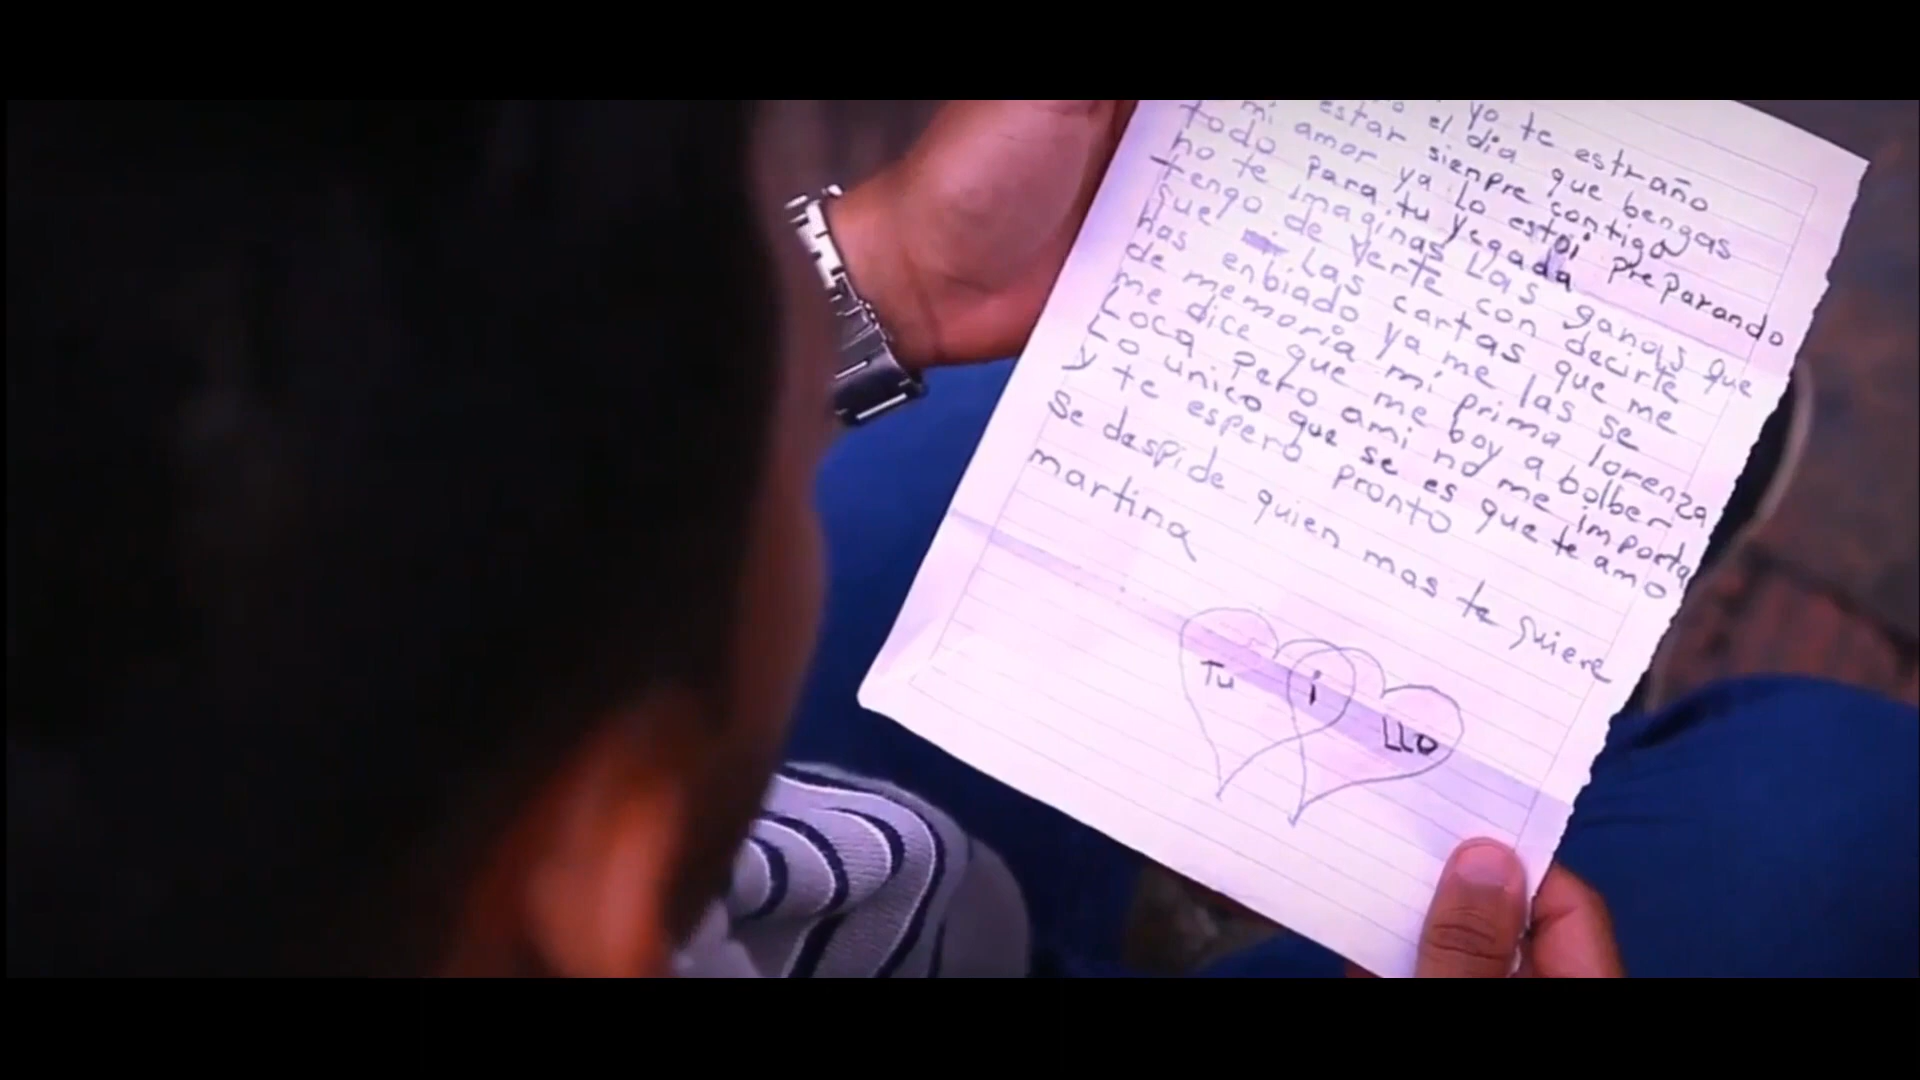 yo te estraño
el dia que bengas
estar sienpre contigo
mi amor ya lo estoi preparando
todo para tu yegada
no te imaginas Las ganas que
tengo de verte con decirte
que Las cartas que me
has enbiado ya me las se
de memoria mi prima lorenza
me dice que me boy a bolber
Loca pero ami no me importa
Lo unico que se es que te amo
y te espero pronto
Se despide quien mas te quiere
martina
Tu i LLO